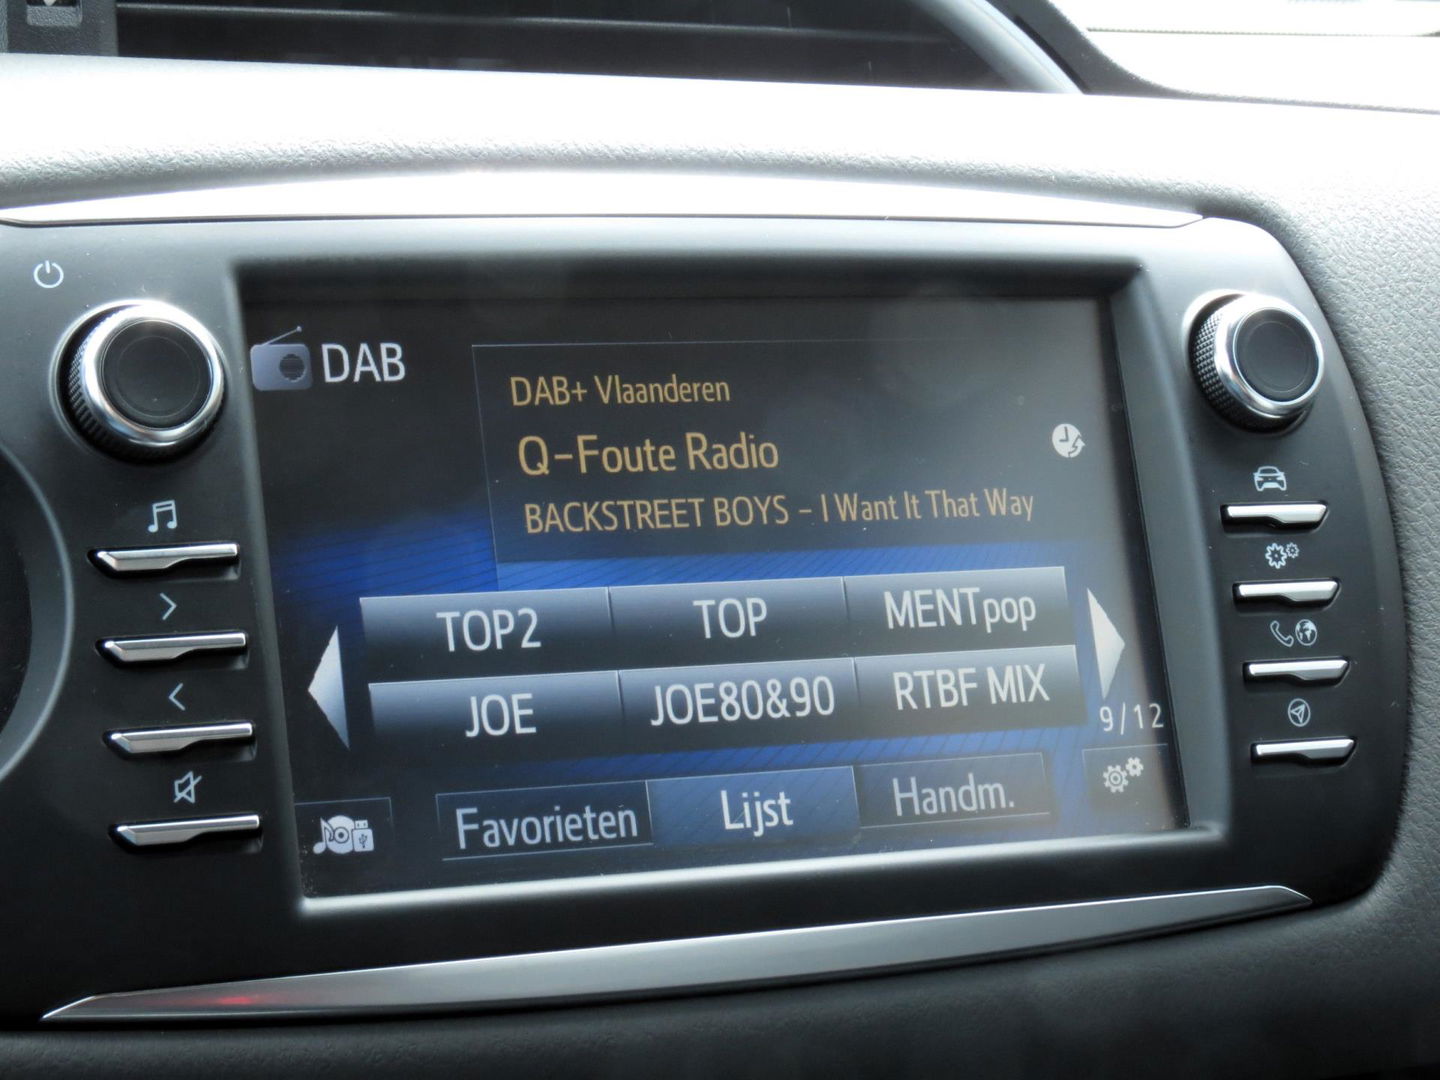 DAB
DAB+ Vlaanderen
Q-Foute Radio
BACKSTREET BOYS - I Want It That Way
TOP2 TOP MENTpop
JOE JOE80&90 RTBF MIX
9/12
Favorieten Lijst Handm.